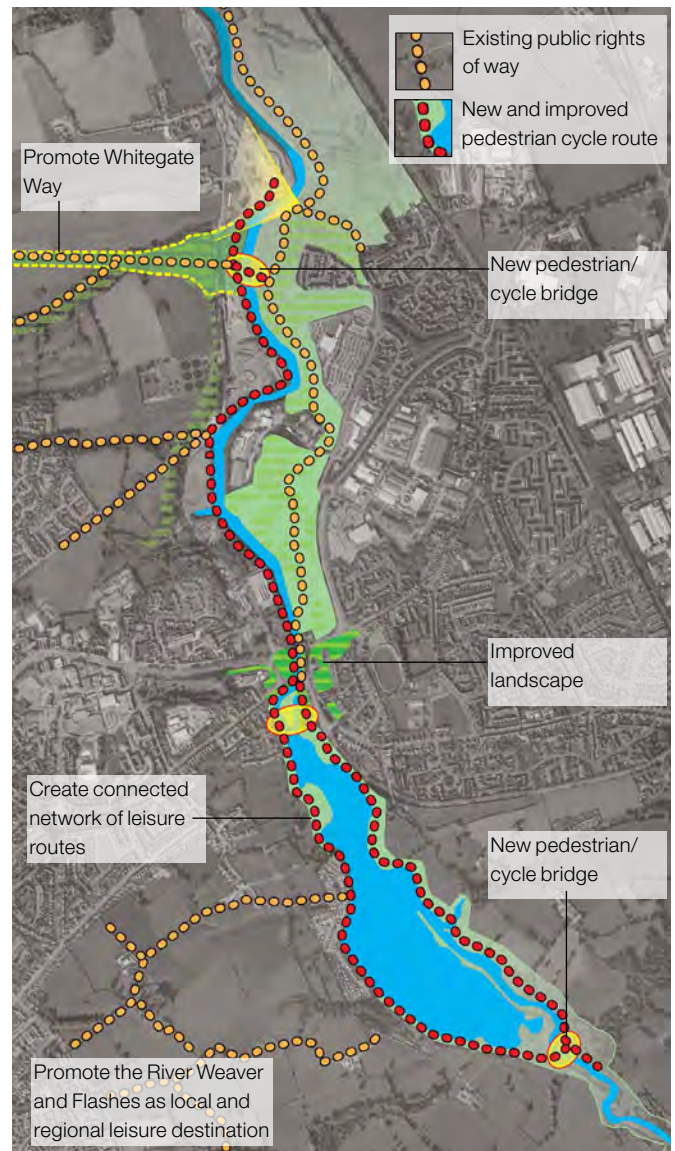 Existing public rights
of way
New and improved
pedestrian cycle route
Promote Whitegate
Way
New pedestrian/
cycle bridge
Improved
landscape
Create connected
network of leisure
routes
New pedestrian/
cycle bridge
Promote the River Weaver
and Flashes as local and
regional leisure destination